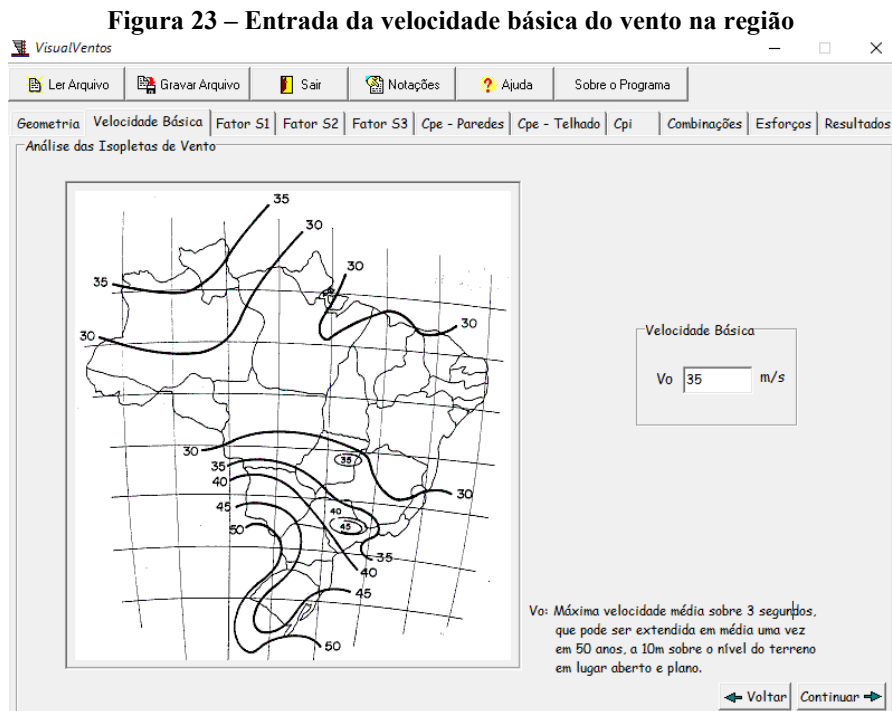 Figura 23 – Entrada da velocidade básica do vento na região
VisualVentos
Ler Arquivo Gravar Arquivo Sair Notações Ajuda Sobre o Programa
Geometria Velocidade Básica Fator S1 Fator S2 Fator S3 Cpe - Paredes Cpe - Telhado Cpi Combinações Esforços Resultados
Análise das Isopletas de Vento
35
30
30
35
30
30
Velocidade Básica
Vo 35 m/s
30
35
35
40
30
40
45
45
50
35
40
45
50
Vo: Máxima velocidade média sobre 3 segundos,
que pode ser extendida em média uma vez
em 50 anos, a 10m sobre o nível do terreno
em lugar aberto e plano.
Voltar Continuar